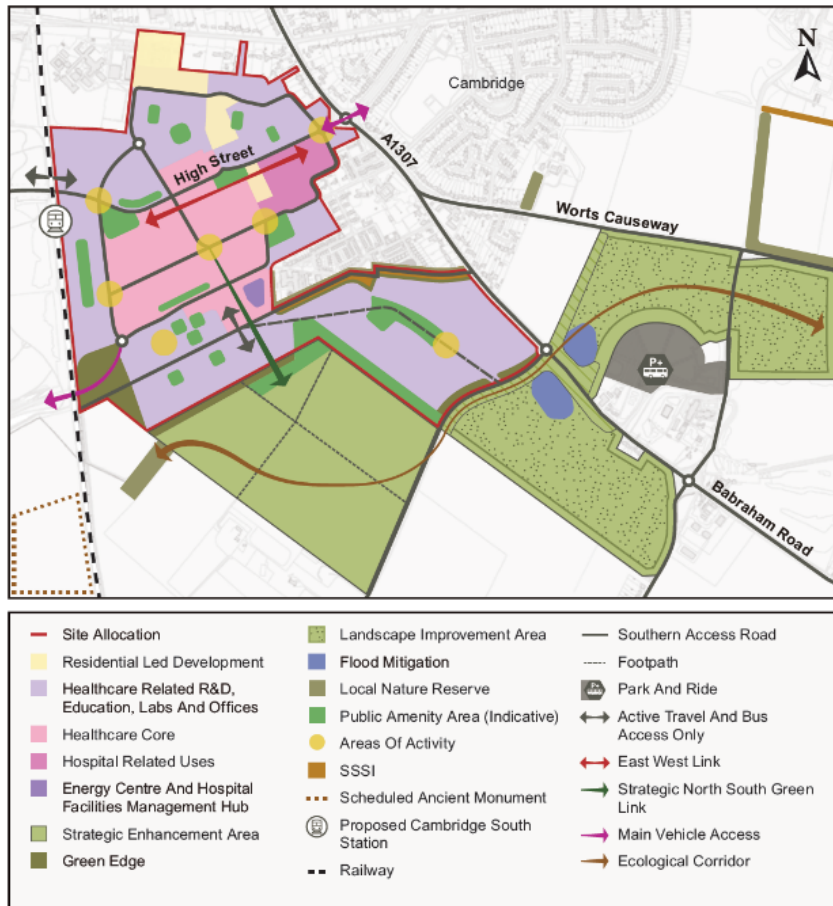 N
Cambridge
A1307
High Street
Worts Causeway
P+
Babraham Road
Site Allocation
Residential Led Development
Healthcare Related R&D,
Education, Labs And Offices
Healthcare Core
Hospital Related Uses
Energy Centre And Hospital
Facilities Management Hub
Strategic Enhancement Area
Green Edge
Landscape Improvement Area
Flood Mitigation
Local Nature Reserve
Public Amenity Area (Indicative)
Areas Of Activity
SSSI
Scheduled Ancient Monument
Proposed Cambridge South
Station
Railway
Southern Access Road
Footpath
P+
Park And Ride
Active Travel And Bus
Access Only
East West Link
Strategic North South Green
Link
Main Vehicle Access
Ecological Corridor